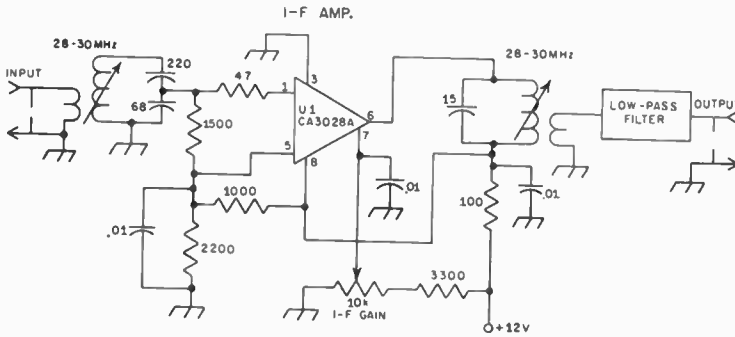 I-F AMP.
28-30MHz
INPUT
220
68
47
1
3
U1
CA3028A
6
7
5
8
1500
1000
.01
2200
.01
10k
I-F GAIN
3300
+12V
28-30MHz
15
100
.01
LOW-PASS
FILTER
OUTPUT